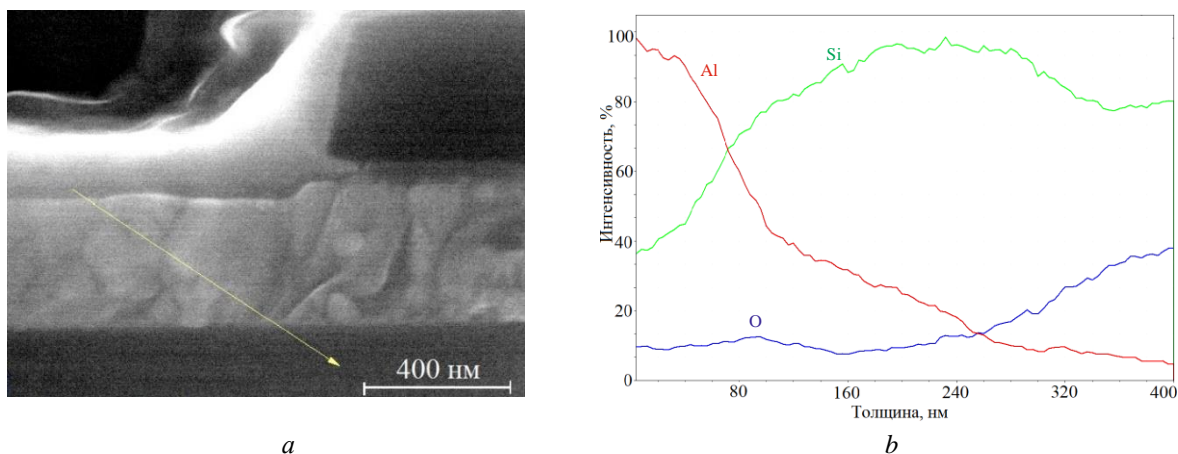 400 нм
a
Интенсивность, %
100
80
60
40
20
0
Al
Si
O
80
160
240
320
400
Толщина, нм
b